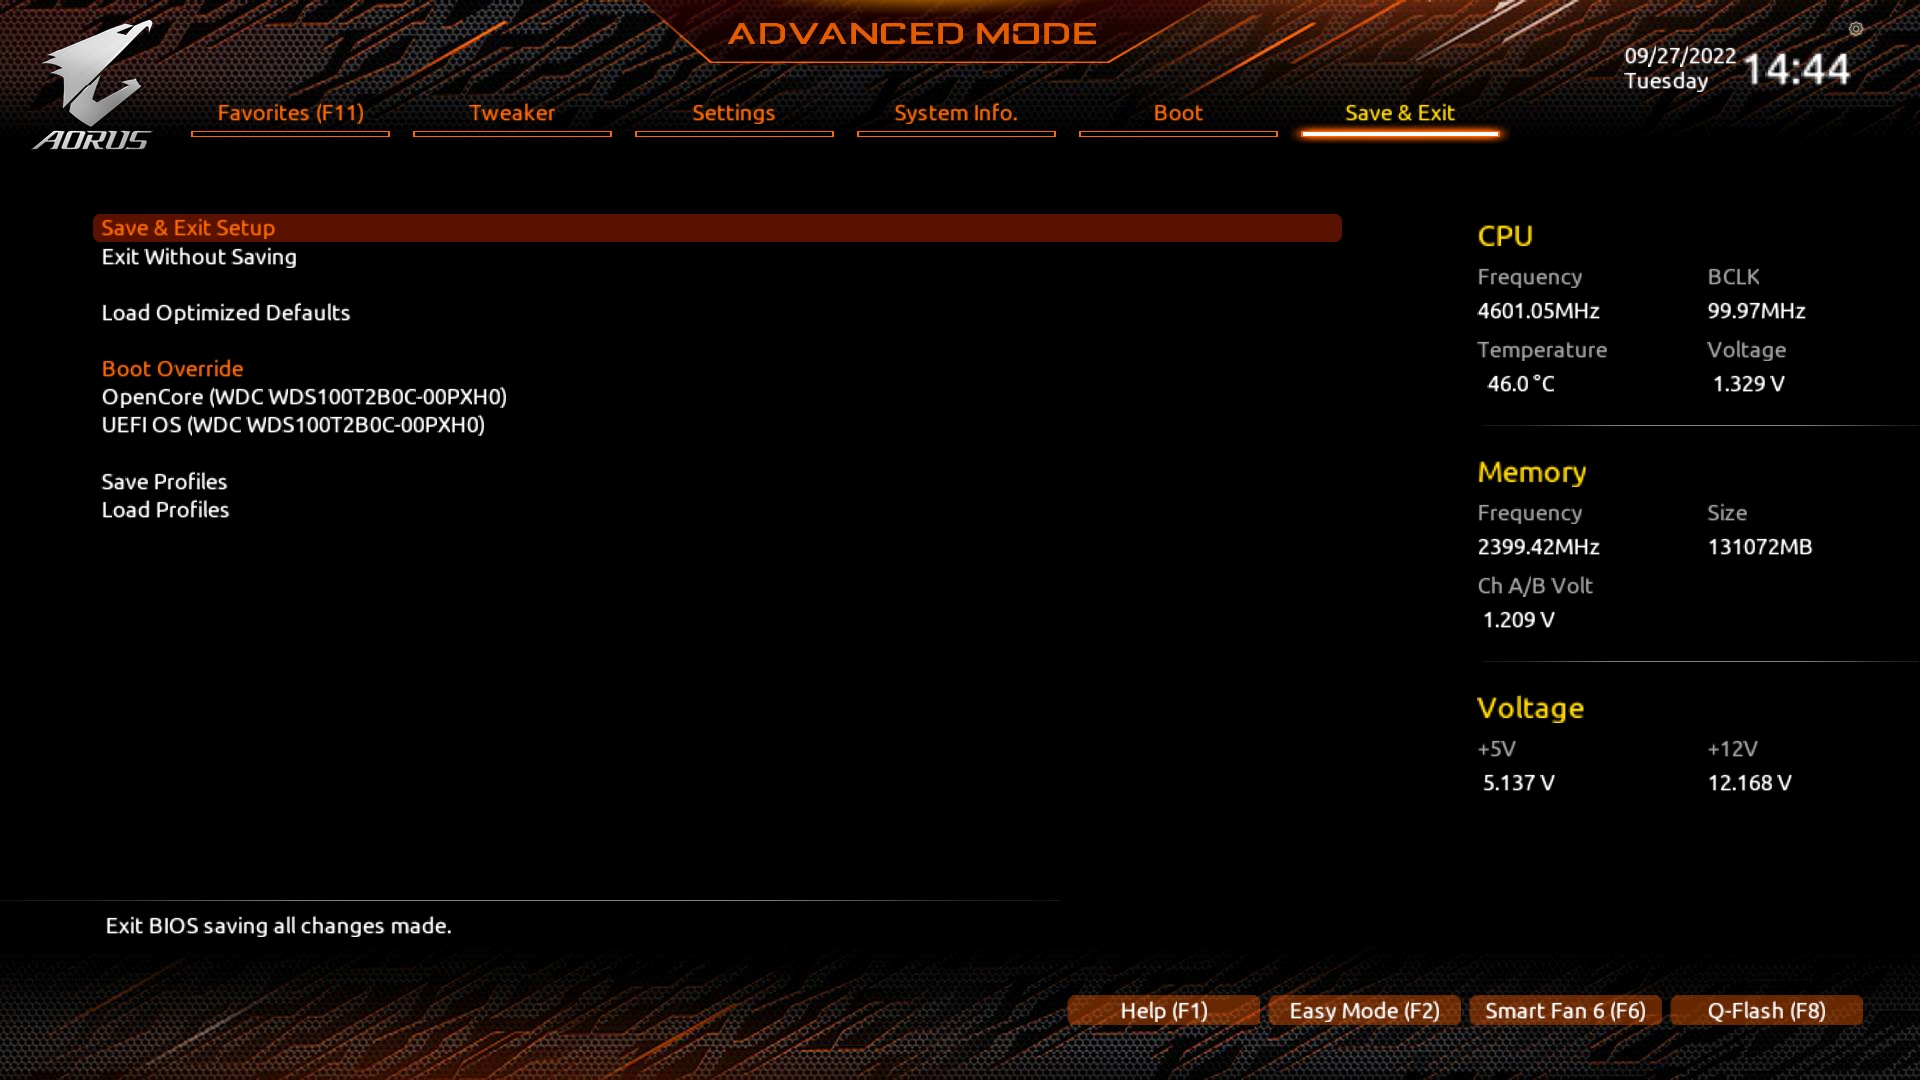 ADVANCED MODE
09/27/2022
Tuesday
14:44
AORUS
Favorites (F11)
Tweaker
Settings
System Info.
Boot
Save & Exit
Save & Exit Setup
Exit Without Saving
Load Optimized Defaults
Boot Override
OpenCore (WDC WDS100T2B0C-00PXH0)
UEFI OS (WDC WDS100T2B0C-00PXH0)
Save Profiles
Load Profiles
CPU
Frequency BCLK
4601.05MHz 99.97MHz
Temperature Voltage
46.0 °C 1.329 V
Memory
Frequency Size
2399.42MHz 131072MB
Ch A/B Volt
1.209 V
Voltage
+5V +12V
5.137 V 12.168 V
Exit BIOS saving all changes made.
Help (F1)
Easy Mode (F2)
Smart Fan 6 (F6)
Q-Flash (F8)